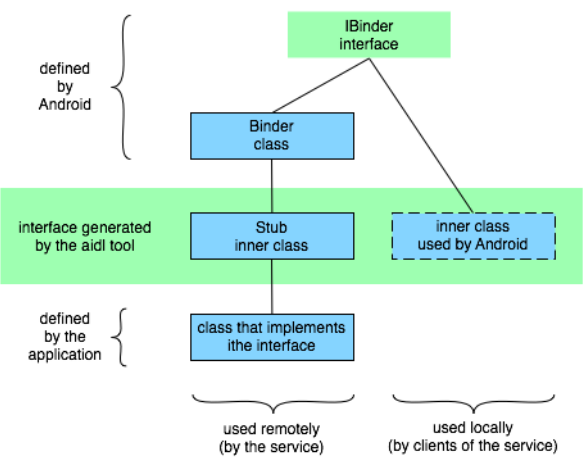 IBinder
interface
defined
by
Android
Binder
class
interface generated
by the aidl tool
Stub
inner class
inner class
used by Android
defined
by the
application
class that implements
ithe interface
used remotely
(by the service)
used locally
(by clients of the service)